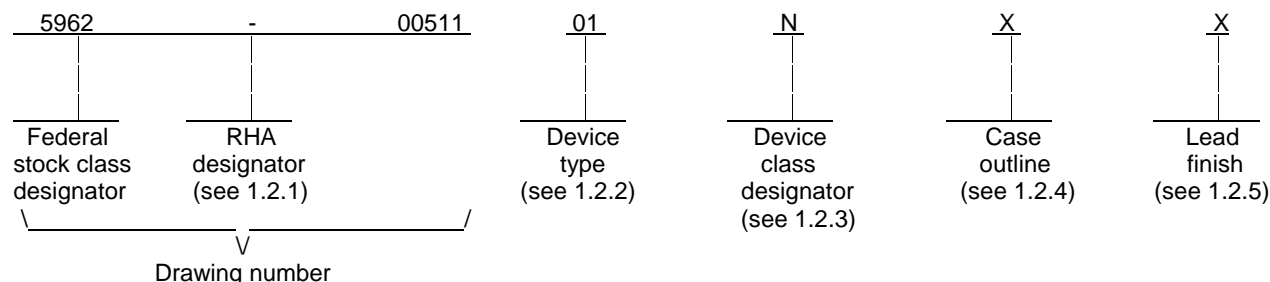 5962 - 00511 01 N X X
Federal stock class designator
RHA designator (see 1.2.1)
Device type (see 1.2.2)
Device class designator (see 1.2.3)
Case outline (see 1.2.4)
Lead finish (see 1.2.5)
\ /
\/
Drawing number